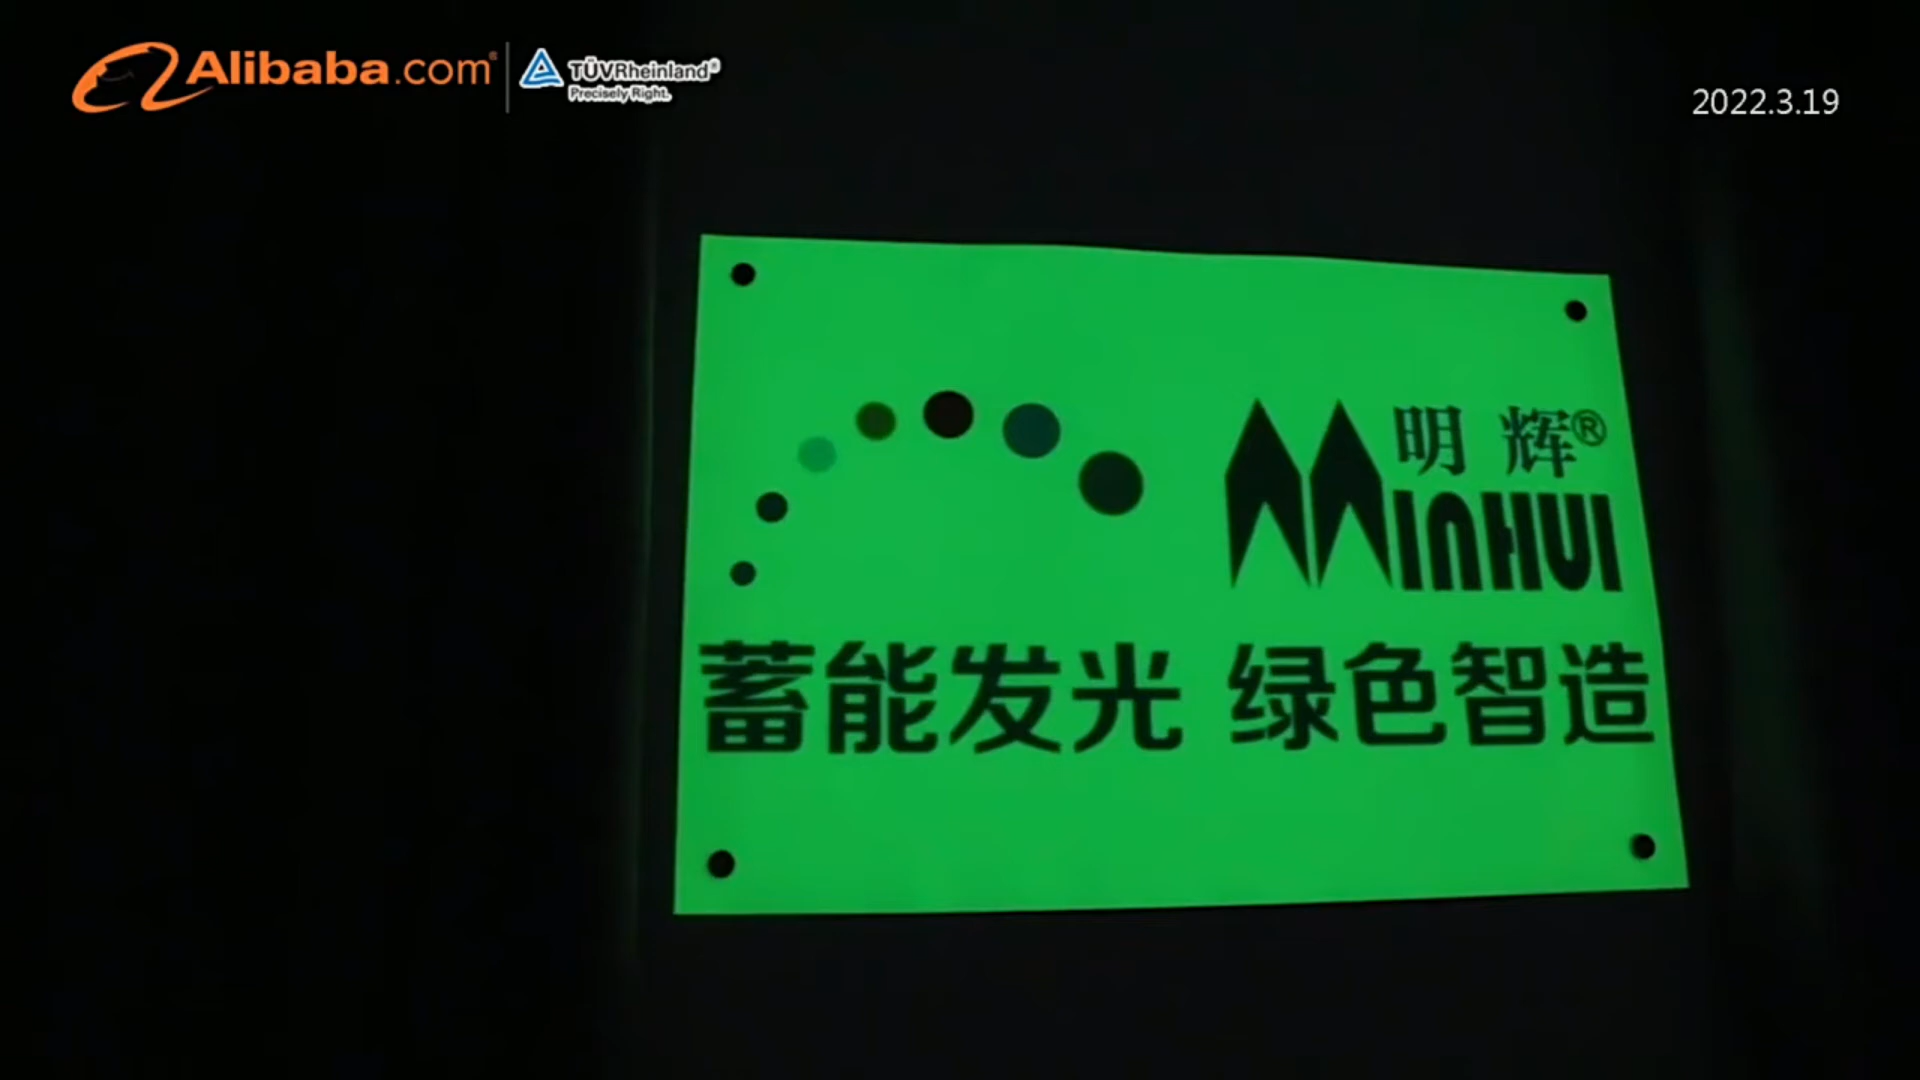 Alibaba.com®
TÜVRheinland®
Precisely Right.
2022.3.19
明 辉®
MINHUI
蓄能发光 绿色智造